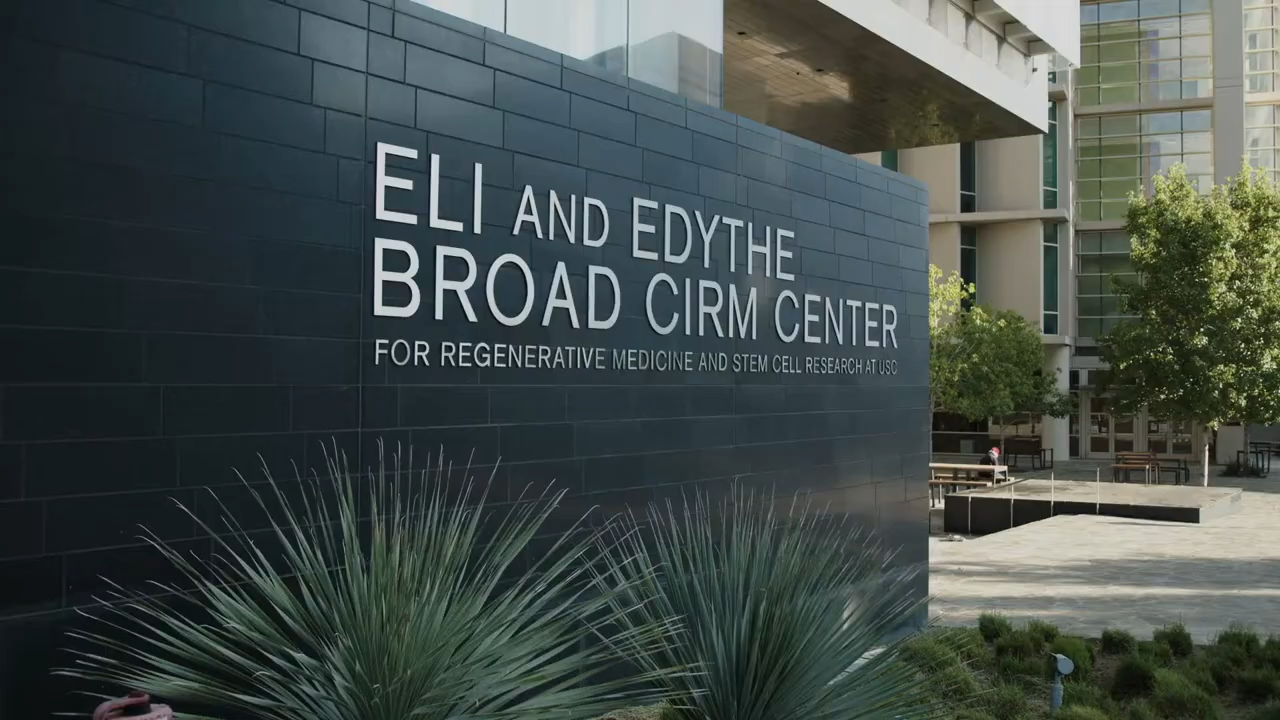 ELI AND EDYTHE
BROAD CIRM CENTER
FOR REGENERATIVE MEDICINE AND STEM CELL RESEARCH AT USC